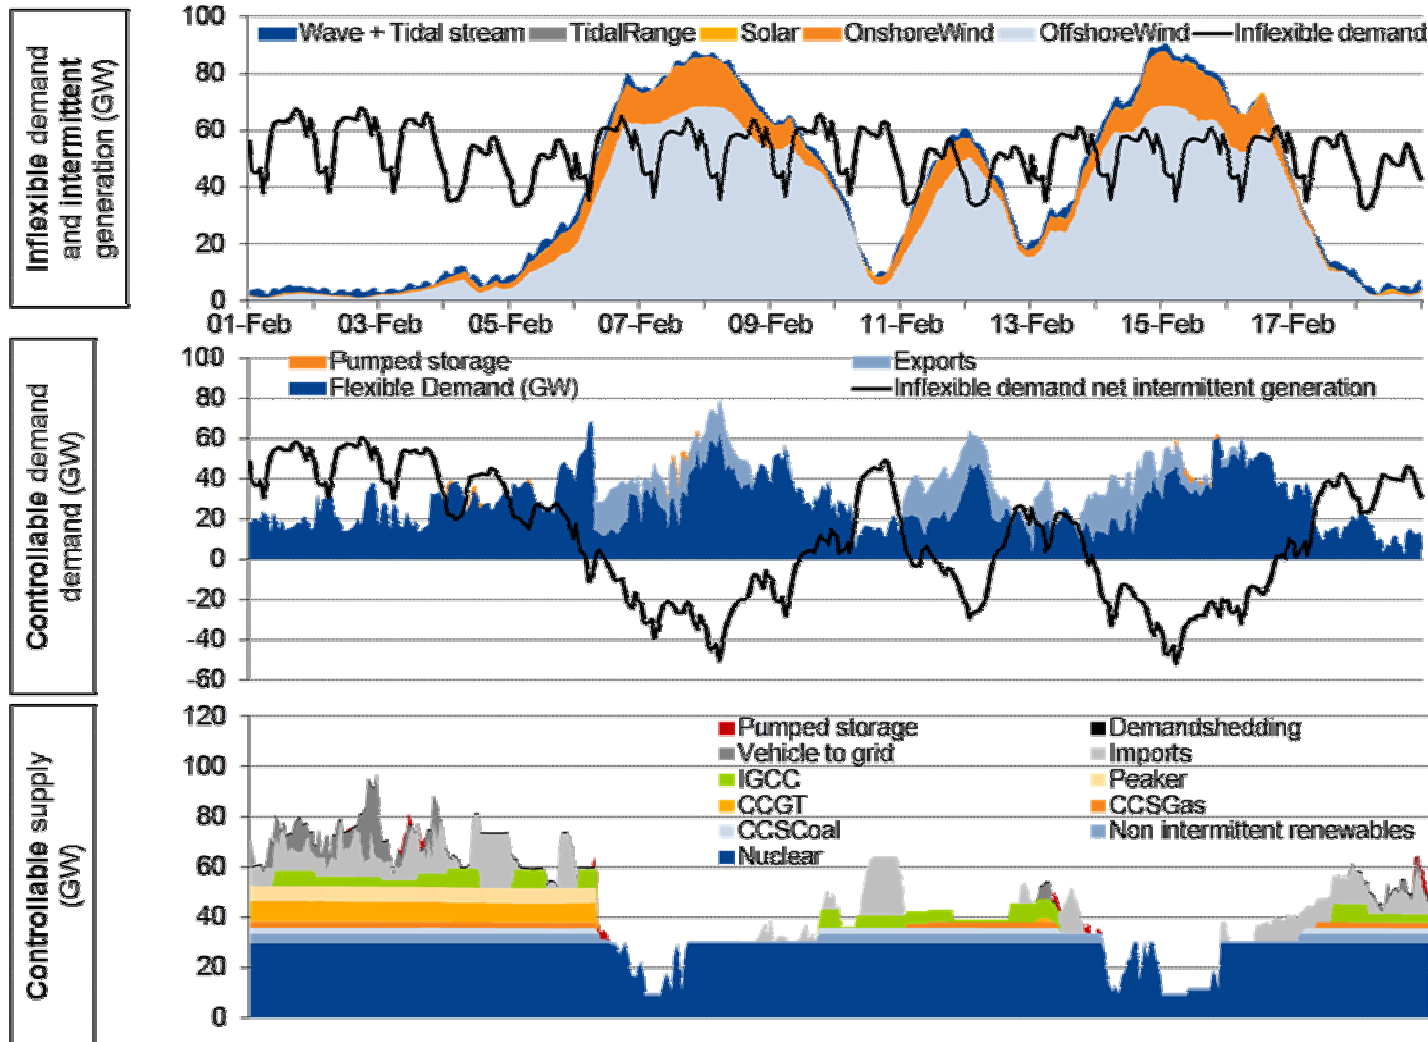 Inflexible demand
and intermittent
generation (GW)
100
80
60
40
20
0
Wave + Tidal stream TidalRange Solar OnshoreWind OffshoreWind Inflexible demand
01-Feb 03-Feb 05-Feb 07-Feb 09-Feb 11-Feb 13-Feb 15-Feb 17-Feb
Controllable demand
demand (GW)
100
80
60
40
20
0
-20
-40
-60
Pumped storage Exports
Flexible Demand (GW) Inflfexible demand net intermittent generation
Controllable supply
(GW)
120
100
80
60
40
20
0
Pumped storage Demandshedding
Vehicle to grid Imports
IGCC Peaker
CCGT CCSGas
CCSCoal Non intermittent renewables
Nuclear